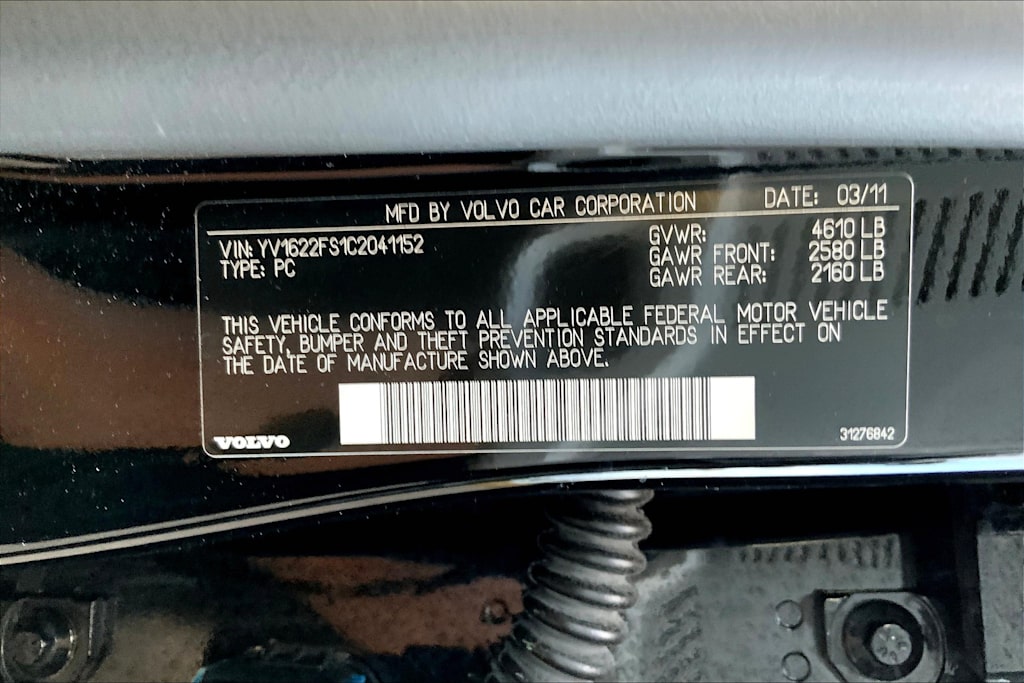 MFD BY VOLVO CAR CORPORATION DATE: 03/11
VIN: YV1622FS1C2041152 GVWR: 4610 LB
TYPE: PC GAWR FRONT: 2580 LB
GAWR REAR: 2160 LB
THIS VEHICLE CONFORMS TO ALL APPLICABLE FEDERAL MOTOR VEHICLE
SAFETY, BUMPER AND THEFT PREVENTION STANDARDS IN EFFECT ON
THE DATE OF MANUFACTURE SHOWN ABOVE.
VOLVO 31276842